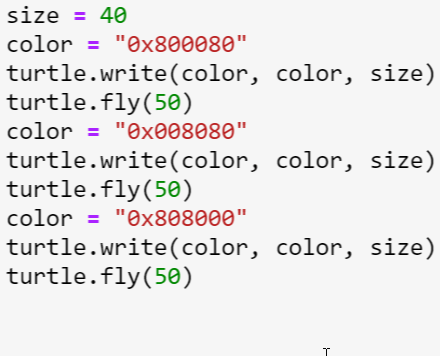 size = 40
color = "0x800080"
turtle.write(color, color, size)
turtle.fly(50)
color = "0x008080"
turtle.write(color, color, size)
turtle.fly(50)
color = "0x808000"
turtle.write(color, color, size)
turtle.fly(50)